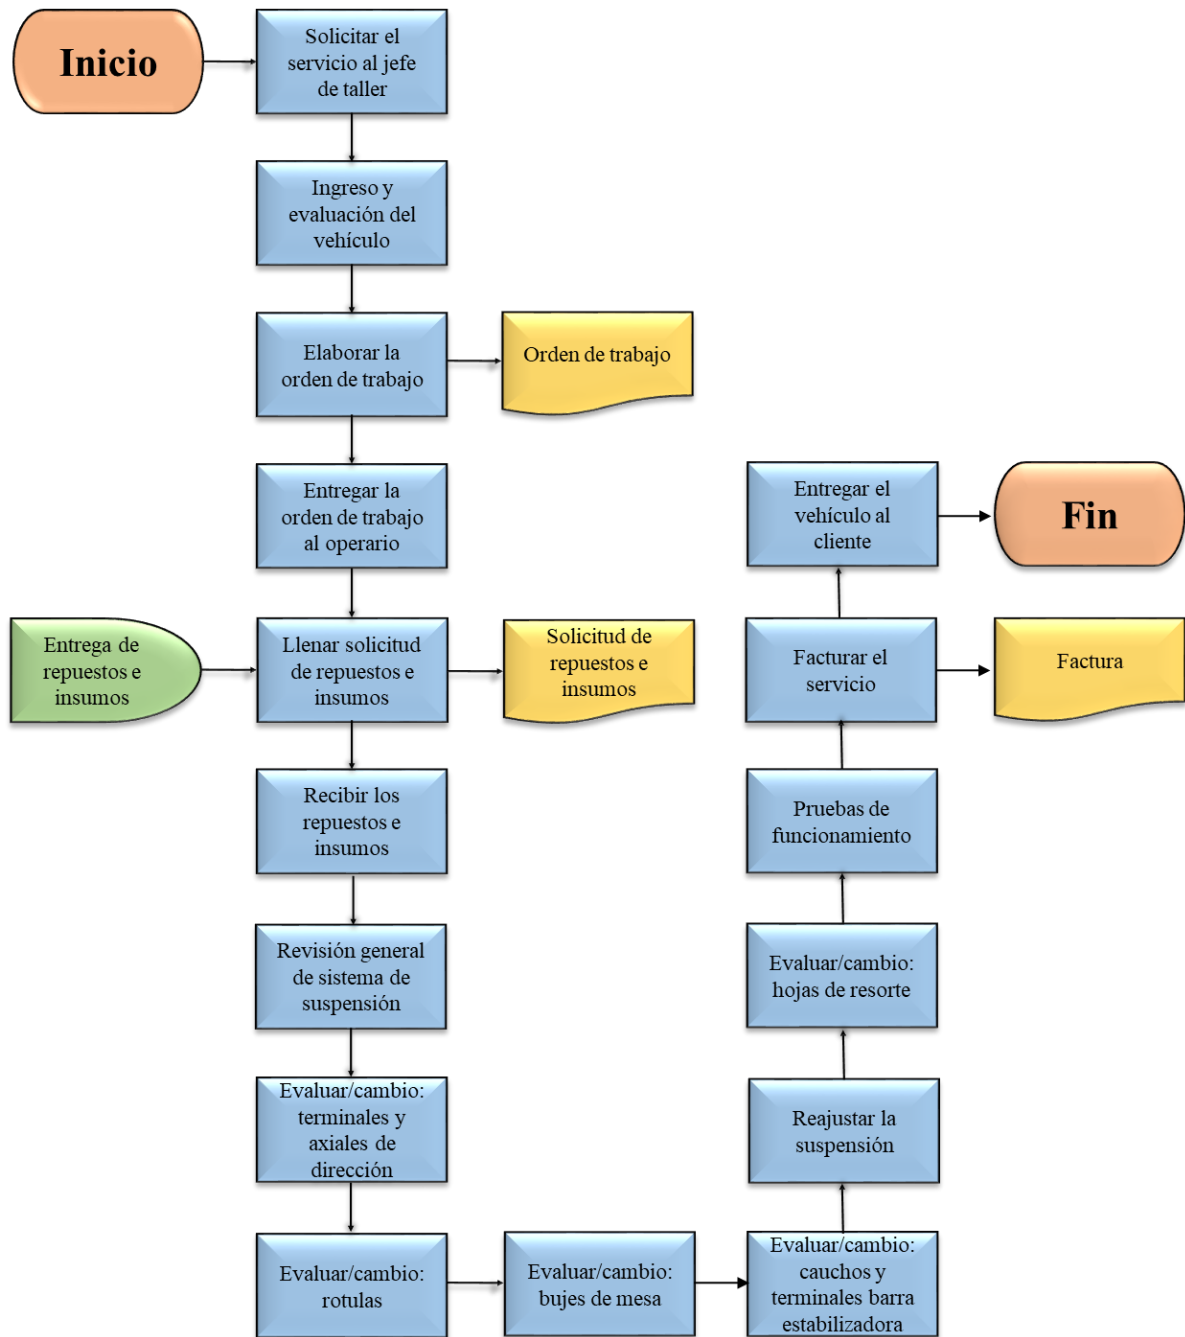 Inicio
Solicitar el
servicio al jefe
de taller
Ingreso y
evaluación del
vehículo
Elaborar la
orden de trabajo
Orden de trabajo
Entregar la
orden de trabajo
al operario
Entrega de
repuestos e
insumos
Llenar solicitud
de repuestos e
insumos
Solicitud de
repuestos e
insumos
Recibir los
repuestos e
insumos
Revisión general
de sistema de
suspensión
Evaluar/cambio:
terminales y
axiales de
dirección
Evaluar/cambio:
rotulas
Evaluar/cambio:
bujes de mesa
Evaluar/cambio:
cauchos y
terminales barra
estabilizadora
Reajustar la
suspensión
Evaluar/cambio:
hojas de resorte
Pruebas de
funcionamiento
Facturar el
servicio
Factura
Entregar el
vehículo al
cliente
Fin